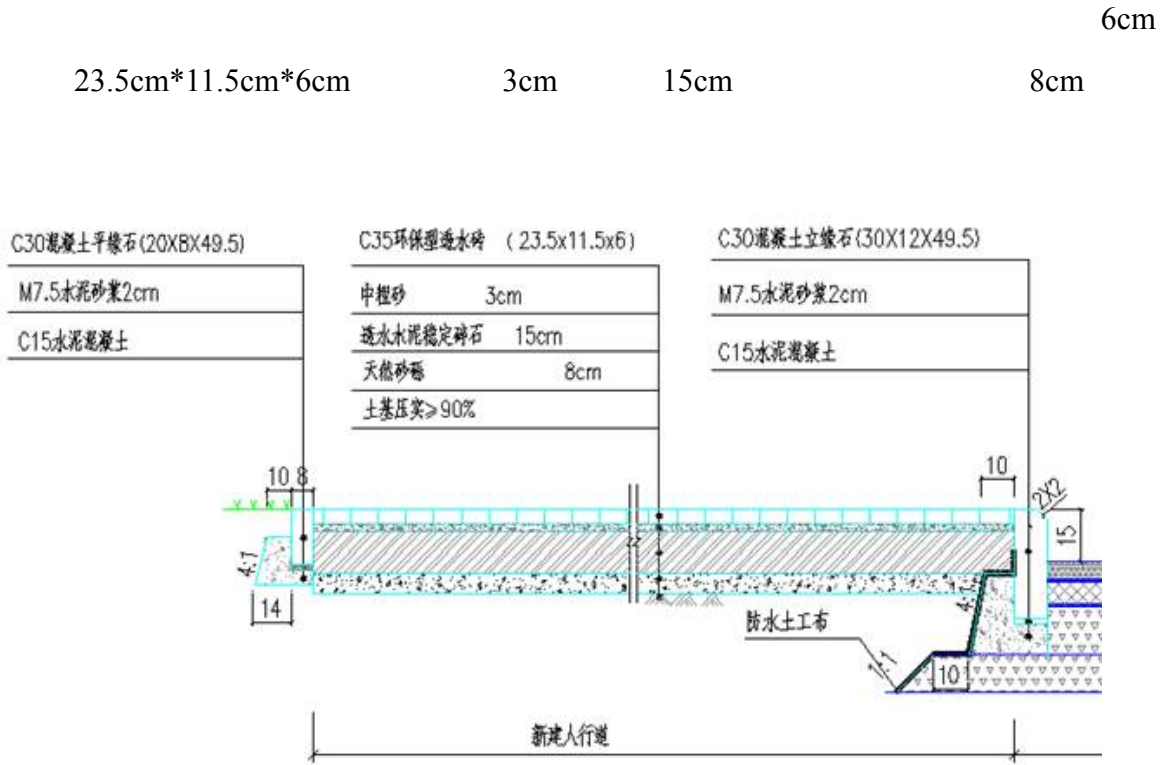 6cm
23.5cm*11.5cm*6cm 3cm 15cm 8cm
C30混凝土平缘石(20X8X49.5)
M7.5水泥砂浆2cm
C15水泥混凝土
C35环保型透水砖 (23.5x11.5x6)
中粗砂 3cm
透水水泥稳定碎石 15cm
天然砂砾 8cm
土基压实≥90%
C30混凝土立缘石(30X12X49.5)
M7.5水泥砂浆2cm
C15水泥混凝土
10 8
10
2X2
15
4:1
14
4:1
防水土工布
1:1
10
新建人行道